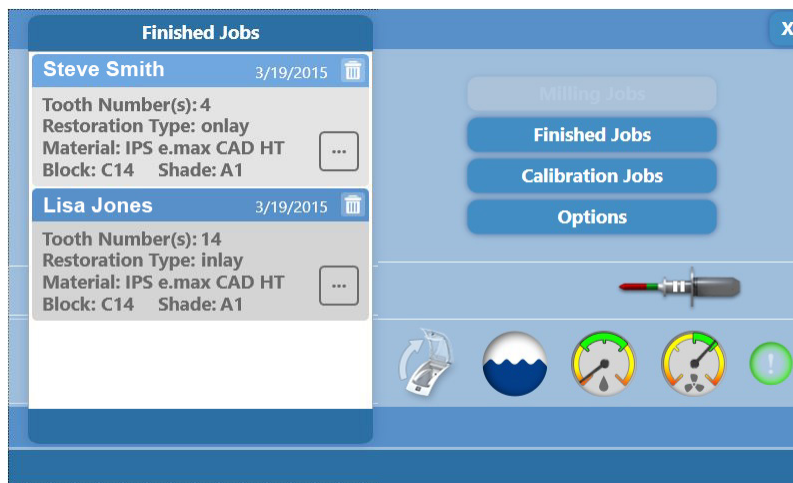 Finished Jobs
X
Steve Smith 3/19/2015
Tooth Number(s): 4
Restoration Type: onlay
Material: IPS e.max CAD HT
Block: C14 Shade: A1
...
Lisa Jones 3/19/2015
Tooth Number(s): 14
Restoration Type: inlay
Material: IPS e.max CAD HT
Block: C14 Shade: A1
...
Milling Jobs
Finished Jobs
Calibration Jobs
Options
!